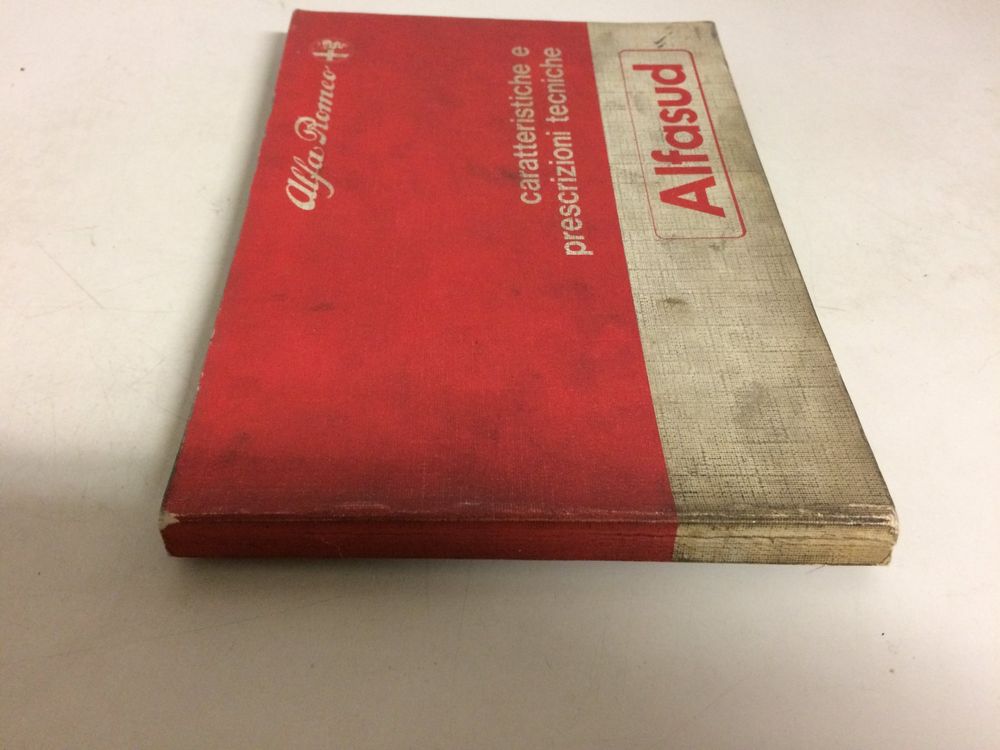 Alfa Romeo
caratteristiche e
prescrizioni tecniche
Alfasud